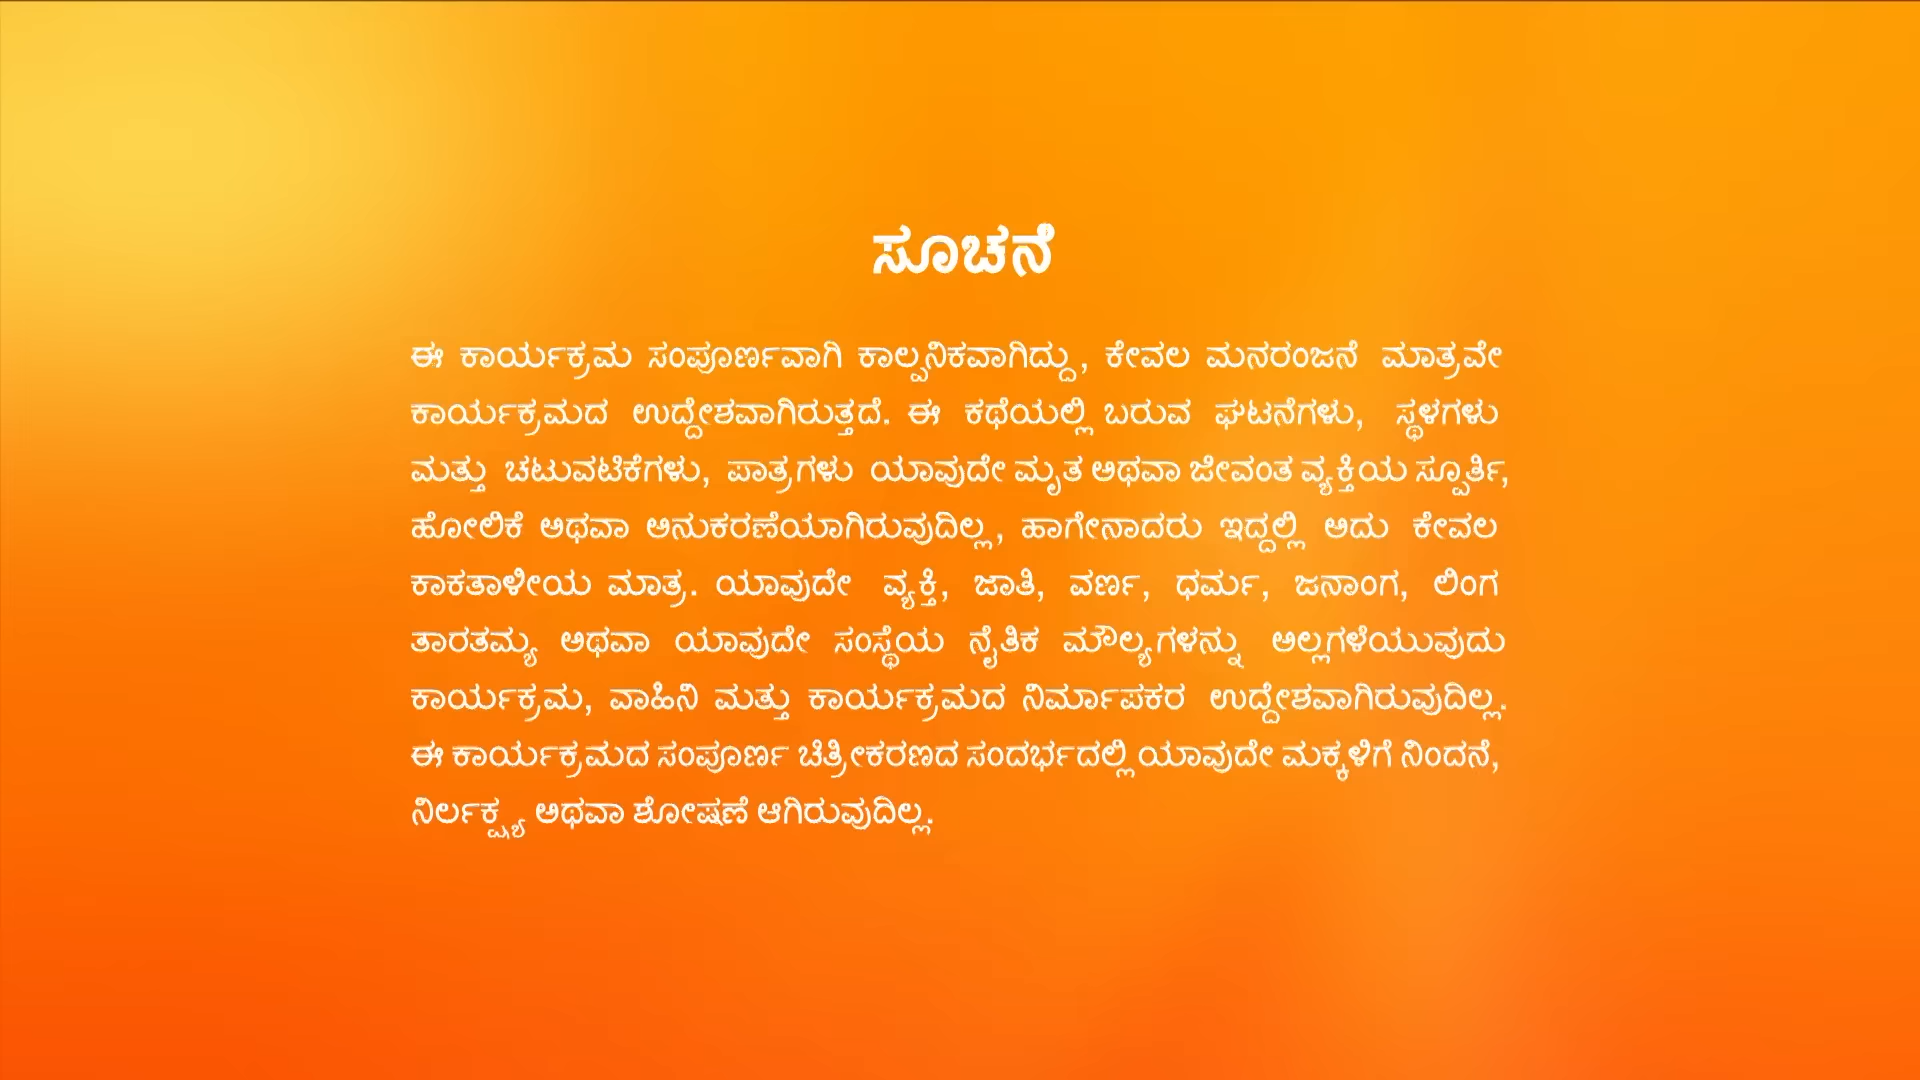 ಸೂಚನೆ
ಈ ಕಾರ್ಯಕ್ರಮ ಸಂಪೂರ್ಣವಾಗಿ ಕಾಲ್ಪನಿಕವಾಗಿದ್ದು, ಕೇವಲ ಮನರಂಜನೆ ಮಾತ್ರವೇ
ಕಾರ್ಯಕ್ರಮದ ಉದ್ದೇಶವಾಗಿರುತ್ತದೆ. ಈ ಕಥೆಯಲ್ಲಿ ಬರುವ ಘಟನೆಗಳು, ಸ್ಥಳಗಳು
ಮತ್ತು ಚಟುವಟಿಕೆಗಳು, ಪಾತ್ರಗಳು ಯಾವುದೇ ಮೃತ ಅಥವಾ ಜೀವಂತ ವ್ಯಕ್ತಿಯ ಸ್ಪೂರ್ತಿ,
ಹೋಲಿಕೆ ಅಥವಾ ಅನುಕರಣೆಯಾಗಿರುವುದಿಲ್ಲ, ಹಾಗೇನಾದರು ಇದ್ದಲ್ಲಿ ಅದು ಕೇವಲ
ಕಾಕತಾಳೀಯ ಮಾತ್ರ. ಯಾವುದೇ ವ್ಯಕ್ತಿ, ಜಾತಿ, ವರ್ಣ, ಧರ್ಮ, ಜನಾಂಗ, ಲಿಂಗ
ತಾರತಮ್ಯ ಅಥವಾ ಯಾವುದೇ ಸಂಸ್ಥೆಯ ನೈತಿಕ ಮೌಲ್ಯಗಳನ್ನು ಅಲ್ಲಗಳೆಯುವುದು
ಕಾರ್ಯಕ್ರಮ, ವಾಹಿನಿ ಮತ್ತು ಕಾರ್ಯಕ್ರಮದ ನಿರ್ಮಾಪಕರ ಉದ್ದೇಶವಾಗಿರುವುದಿಲ್ಲ.
ಈ ಕಾರ್ಯಕ್ರಮದ ಸಂಪೂರ್ಣ ಚಿತ್ರೀಕರಣದ ಸಂದರ್ಭದಲ್ಲಿ ಯಾವುದೇ ಮಕ್ಕಳಿಗೆ ನಿಂದನೆ,
ನಿರ್ಲಕ್ಷ್ಯ ಅಥವಾ ಶೋಷಣೆ ಆಗಿರುವುದಿಲ್ಲ.